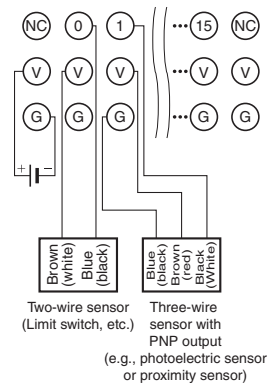 NC 0 1 ••• 15 NC
V V V ••• V V
G G G ••• G G
+ −
Brown
(white)
Blue
(black)
Blue
(black)
Brown
(red)
Black
(White)
Two-wire sensor
(Limit switch, etc.)
Three-wire
sensor with
PNP output
(e.g., photoelectric sensor
or proximity sensor)